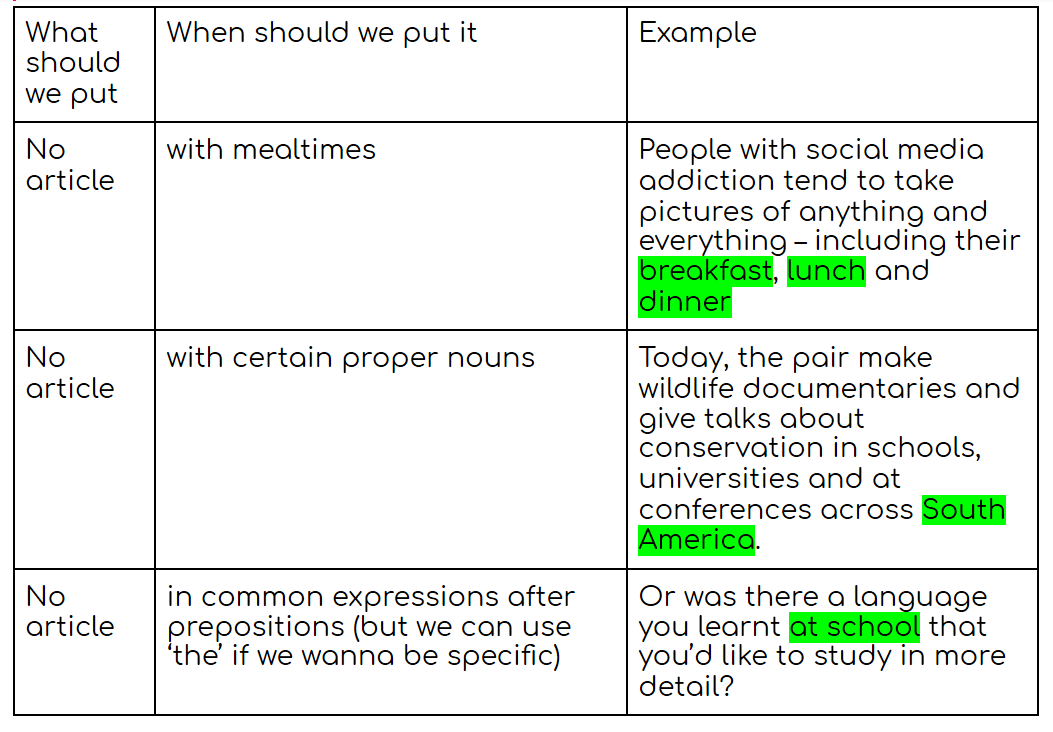 What
should
we put
When should we put it
Example
No
article
with mealtimes
People with social media
addiction tend to take
pictures of anything and
everything – including their
breakfast, lunch and
dinner
No
article
with certain proper nouns
Today, the pair make
wildlife documentaries and
give talks about
conservation in schools,
universities and at
conferences across South
America.
No
article
in common expressions after
prepositions (but we can use
‘the’ if we wanna be specific)
Or was there a language
you learnt at school that
you’d like to study in more
detail?